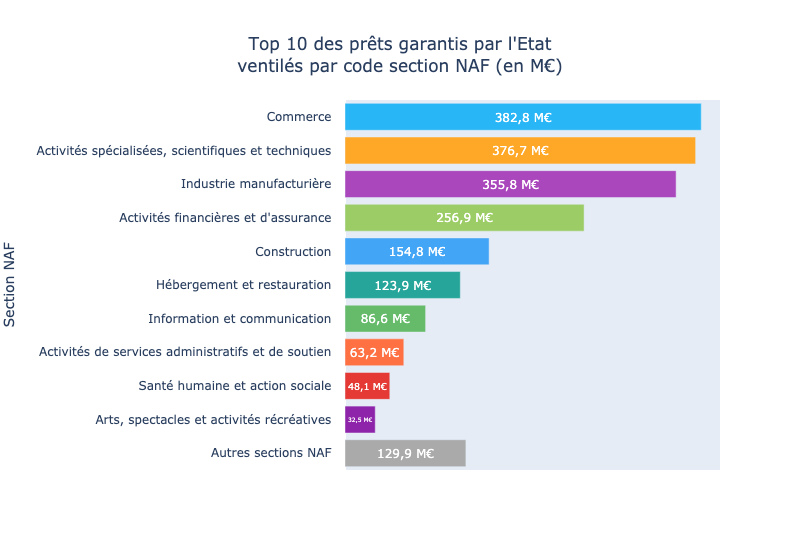 Top 10 des prêts garantis par l'Etat
ventilés par code section NAF (en M€)
Section NAF
Commerce 382,8 M€
Activités spécialisées, scientifiques et techniques 376,7 M€
Industrie manufacturière 355,8 M€
Activités financières et d'assurance 256,9 M€
Construction 154,8 M€
Hébergement et restauration 123,9 M€
Information et communication 86,6 M€
Activités de services administratifs et de soutien 63,2 M€
Santé humaine et action sociale 48,1 M€
Arts, spectacles et activités récréatives 32,5 M€
Autres sections NAF 129,9 M€